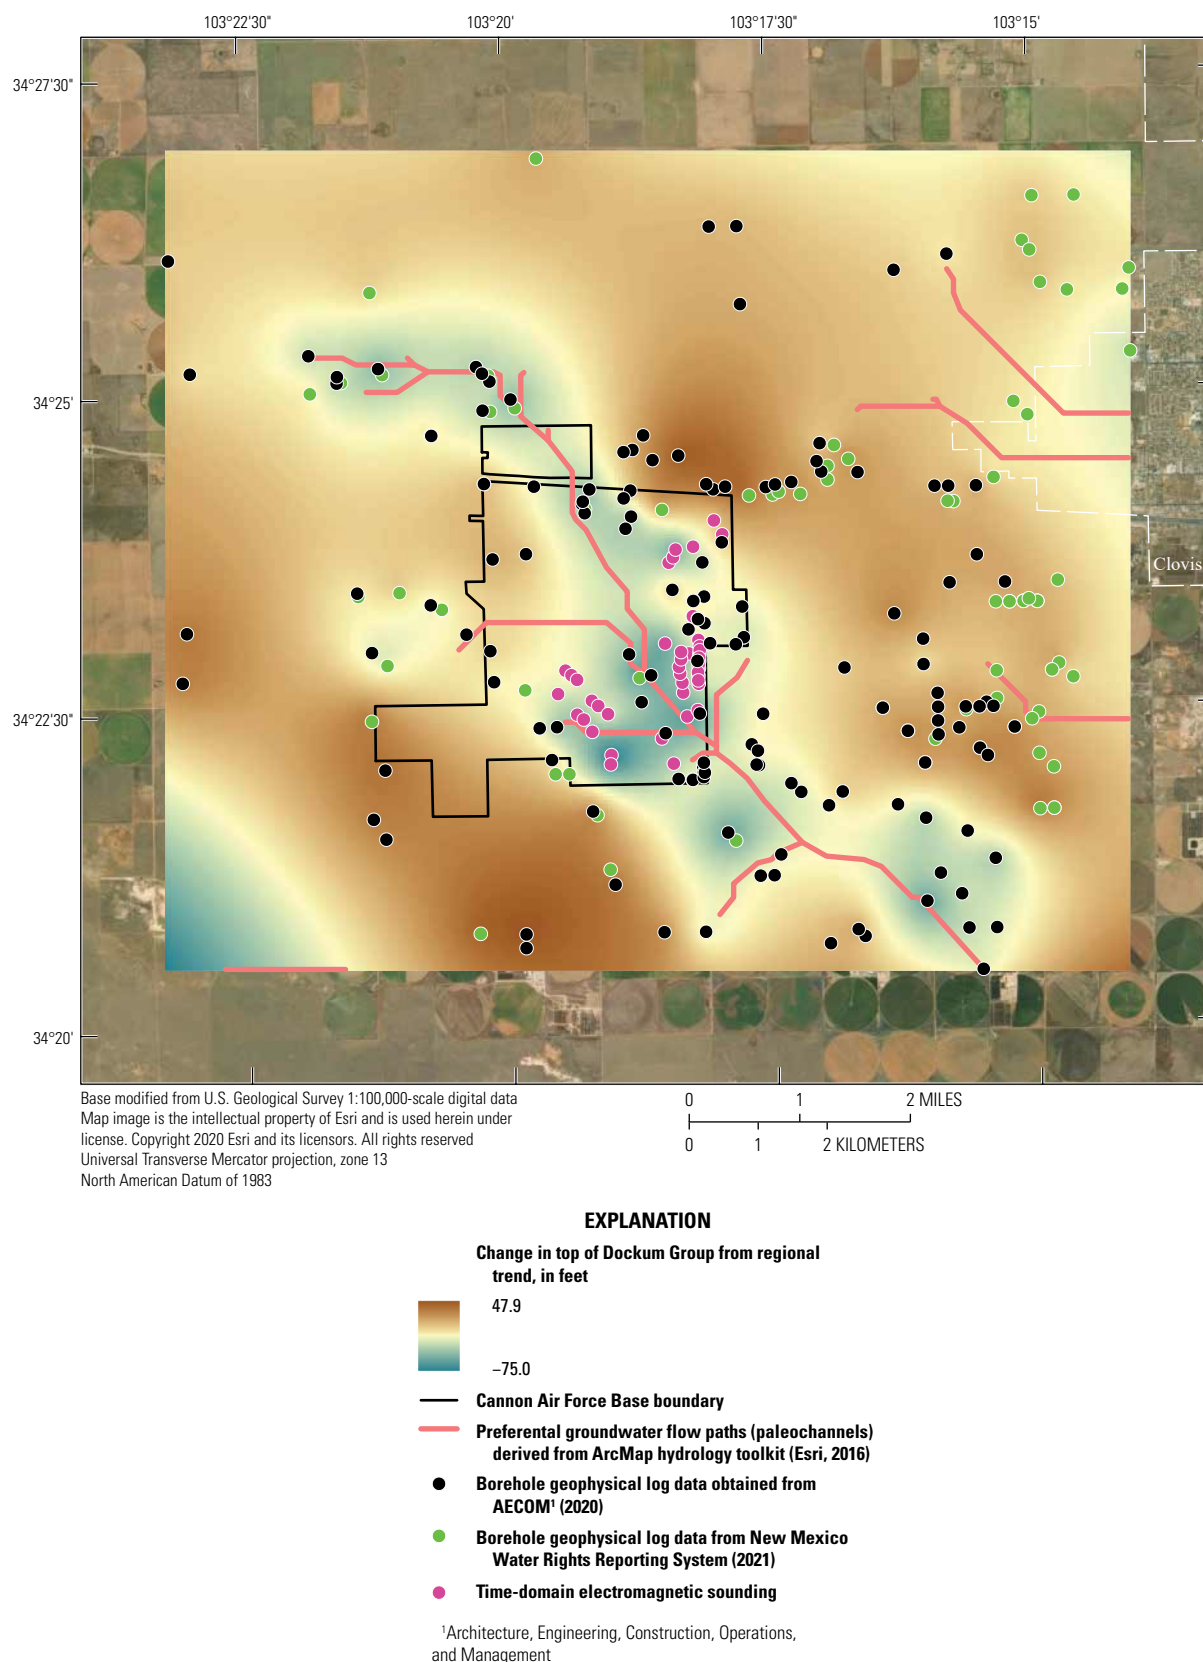 103°22'30" 103°20' 103°17'30" 103°15'
34°27'30"
34°25'
Clovis
34°22'30"
34°20'
Base modified from U.S. Geological Survey 1:100,000-scale digital data
Map image is the intellectual property of Esri and is used herein under
license. Copyright 2020 Esri and its licensors. All rights reserved
Universal Transverse Mercator projection, zone 13
North American Datum of 1983
0 1 2 MILES
0 1 2 KILOMETERS
EXPLANATION
Change in top of Dockum Group from regional
trend, in feet
47.9
−75.0
Cannon Air Force Base boundary
Preferental groundwater flow paths (paleochannels)
derived from ArcMap hydrology toolkit (Esri, 2016)
Borehole geophysical log data obtained from
AECOM¹ (2020)
Borehole geophysical log data from New Mexico
Water Rights Reporting System (2021)
Time-domain electromagnetic sounding
¹Architecture, Engineering, Construction, Operations,
and Management